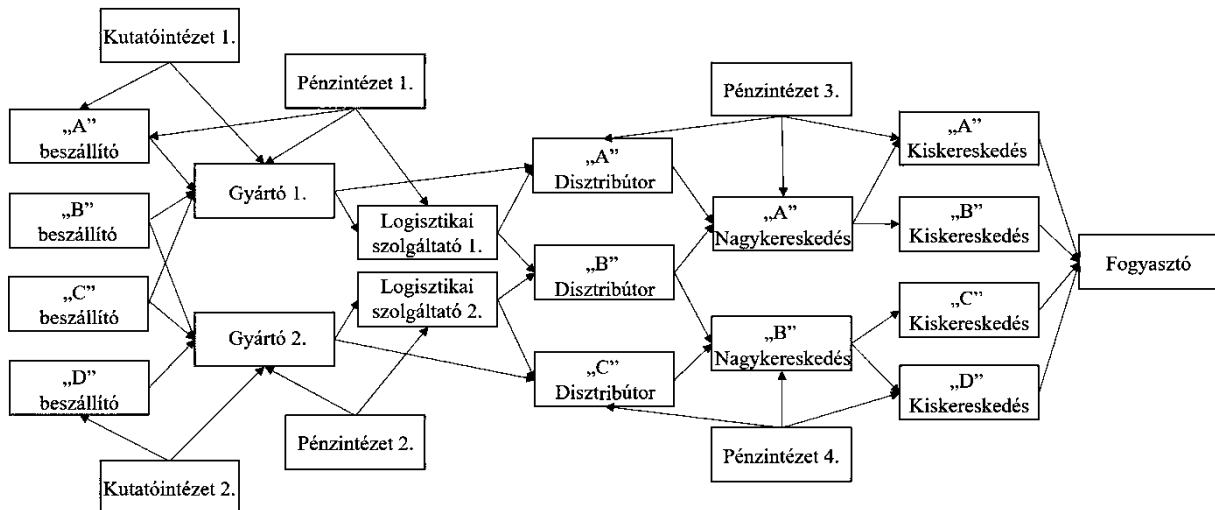 Kutatóintézet 1.
Pénzintézet 1.
Pénzintézet 3.
„A”
beszállító
„B”
beszállító
„C”
beszállító
„D”
beszállító
Gyártó 1.
Gyártó 2.
Logisztikai
szolgáltató 1.
Logisztikai
szolgáltató 2.
„A”
Disztribútor
„B”
Disztribútor
„C”
Disztribútor
„A”
Nagykereskedés
„B”
Nagykereskedés
„A”
Kiskereskedés
„B”
Kiskereskedés
„C”
Kiskereskedés
„D”
Kiskereskedés
Fogyasztó
Pénzintézet 2.
Pénzintézet 4.
Kutatóintézet 2.